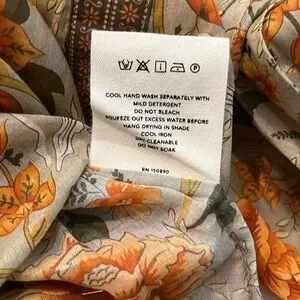 COOL HAND WASH SEPARATELY WITH
MILD DETERGENT
DO NOT BLEACH
SQUEEZE OUT EXCESS WATER BEFORE
HANG DRYING IN SHADE
COOL IRON
DRY CLEANABLE
DO NOT SOAK
RN 150890